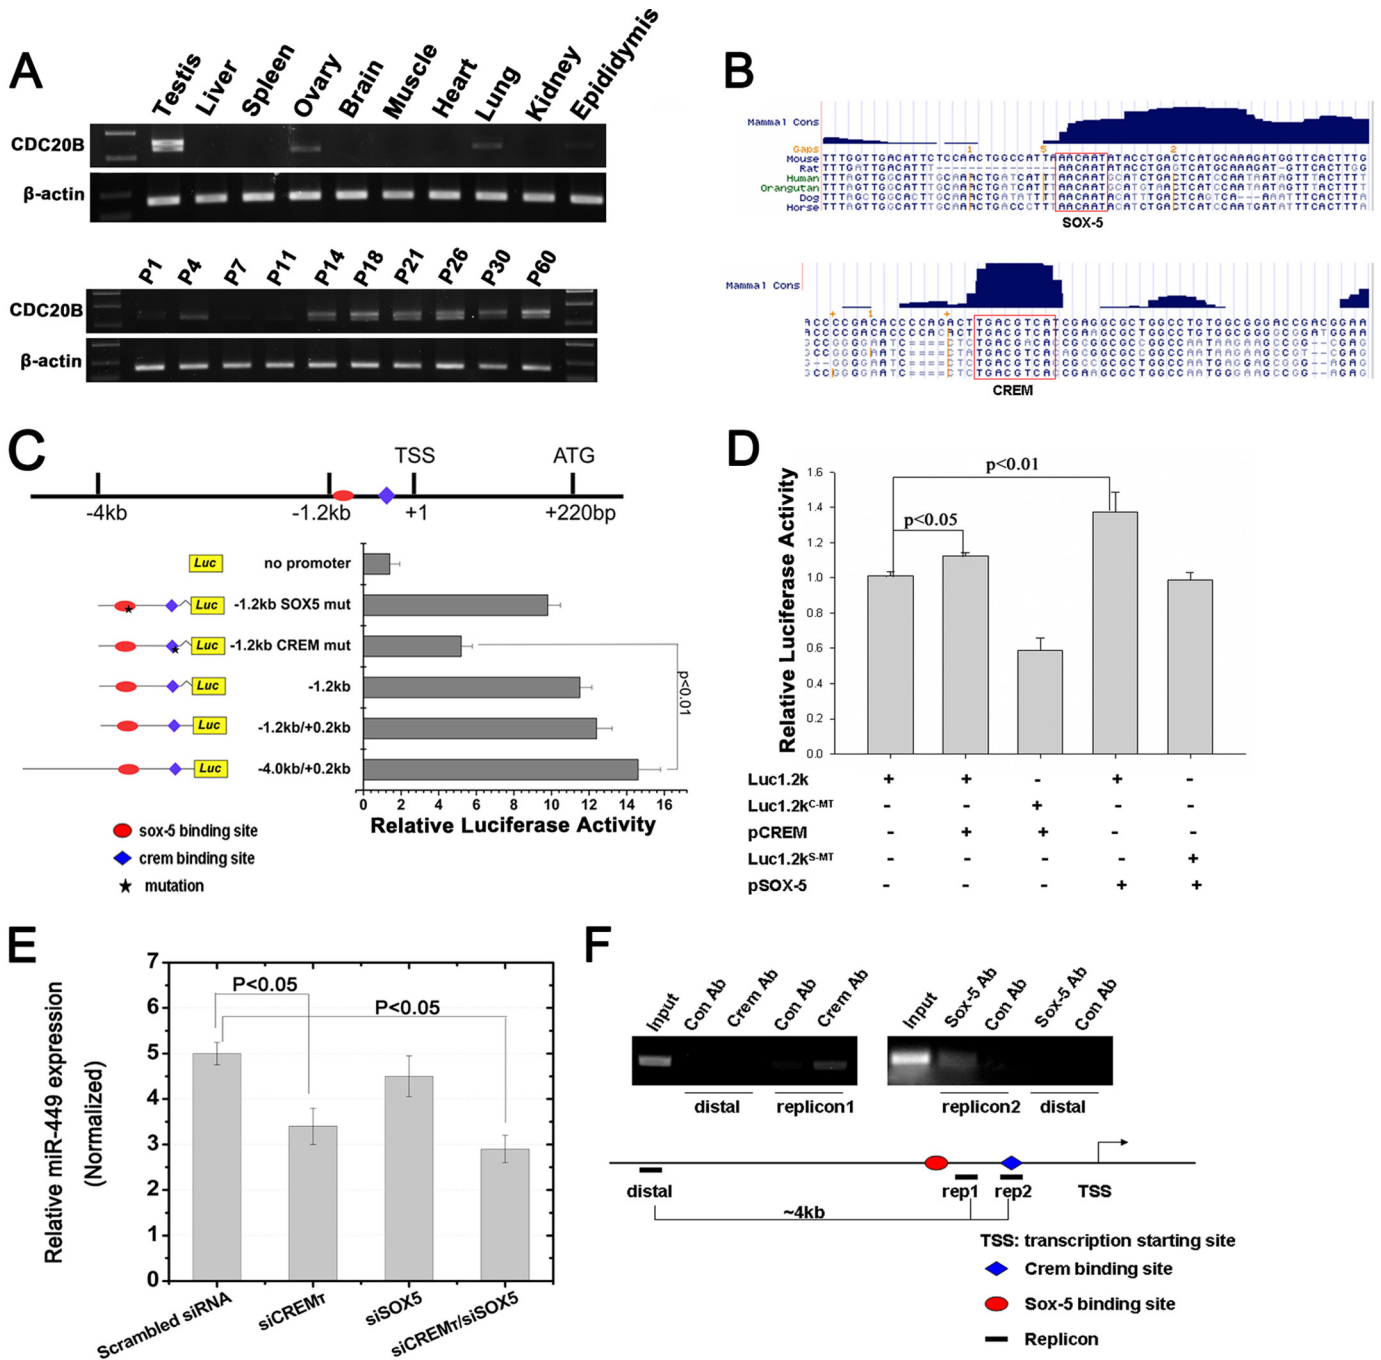 A
Testis
Liver
Spleen
Ovary
Brain
Muscle
Heart
Lung
Kidney
Epididymis
CDC20B
β-actin
P1
P4
P7
P11
P14
P18
P21
P26
P30
P60
CDC20B
β-actin
B
Mammal Cons
Gaps
1
5
2
Mouse
Rat
Human
Orangutan
Dog
Horse
SOX-5
Mammal Cons
CREM
C
TSS
ATG
-4kb
-1.2kb
+1
+220bp
Luc
no promoter
Luc
-1.2kb SOX5 mut
Luc
-1.2kb CREM mut
Luc
-1.2kb
Luc
-1.2kb/+0.2kb
Luc
-4.0kb/+0.2kb
p<0.01
0 2 4 6 8 10 12 14 16
Relative Luciferase Activity
sox-5 binding site
crem binding site
mutation
D
Relative Luciferase Activity
1.6
1.4
1.2
1.0
0.8
0.6
0.4
0.2
0.0
p<0.01
p<0.05
Luc1.2k + + - + -
Luc1.2kC-MT - - + - -
pCREM - + + - -
Luc1.2kS-MT - - - - +
pSOX-5 - - - + +
E
Relative miR-449 expression
(Normalized)
7
6
5
4
3
2
1
0
P<0.05
P<0.05
Scrambled siRNA
siCREMτ
siSOX5
siCREMτ/siSOX5
F
Input
Con Ab
Crem Ab
Con Ab
Crem Ab
distal
replicon1
Input
Sox-5 Ab
Con Ab
Sox-5 Ab
Con Ab
replicon2
distal
distal
rep1
rep2
TSS
~4kb
TSS: transcription starting site
Crem binding site
Sox-5 binding site
Replicon